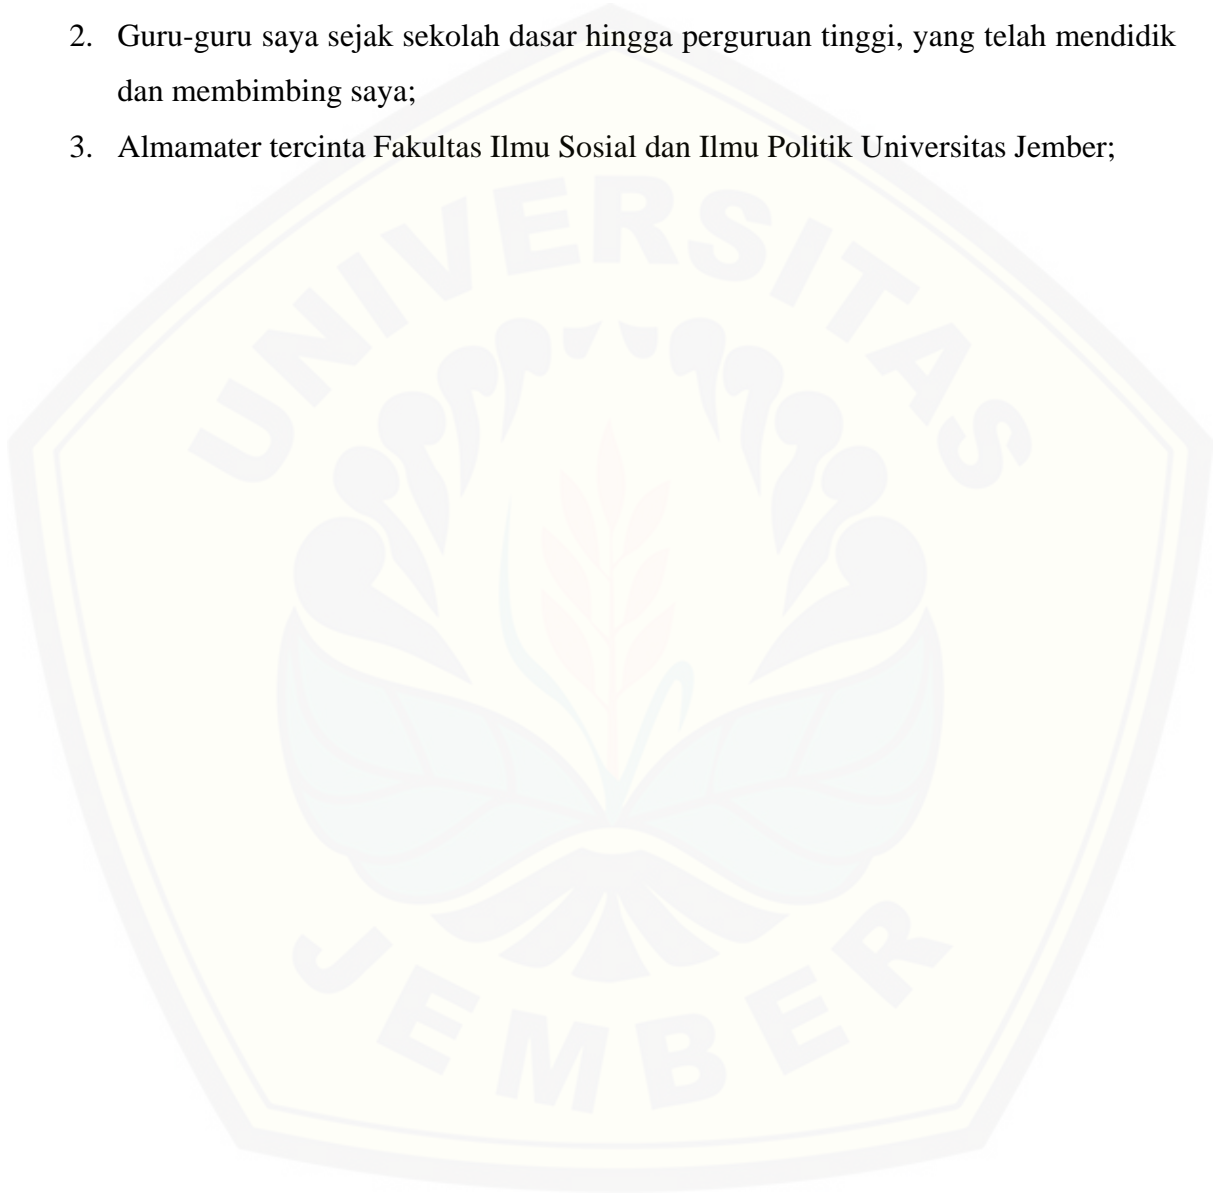 2. Guru-guru saya sejak sekolah dasar hingga perguruan tinggi, yang telah mendidik
dan membimbing saya;
3. Almamater tercinta Fakultas Ilmu Sosial dan Ilmu Politik Universitas Jember;
UNIVERSITAS
JEMBER